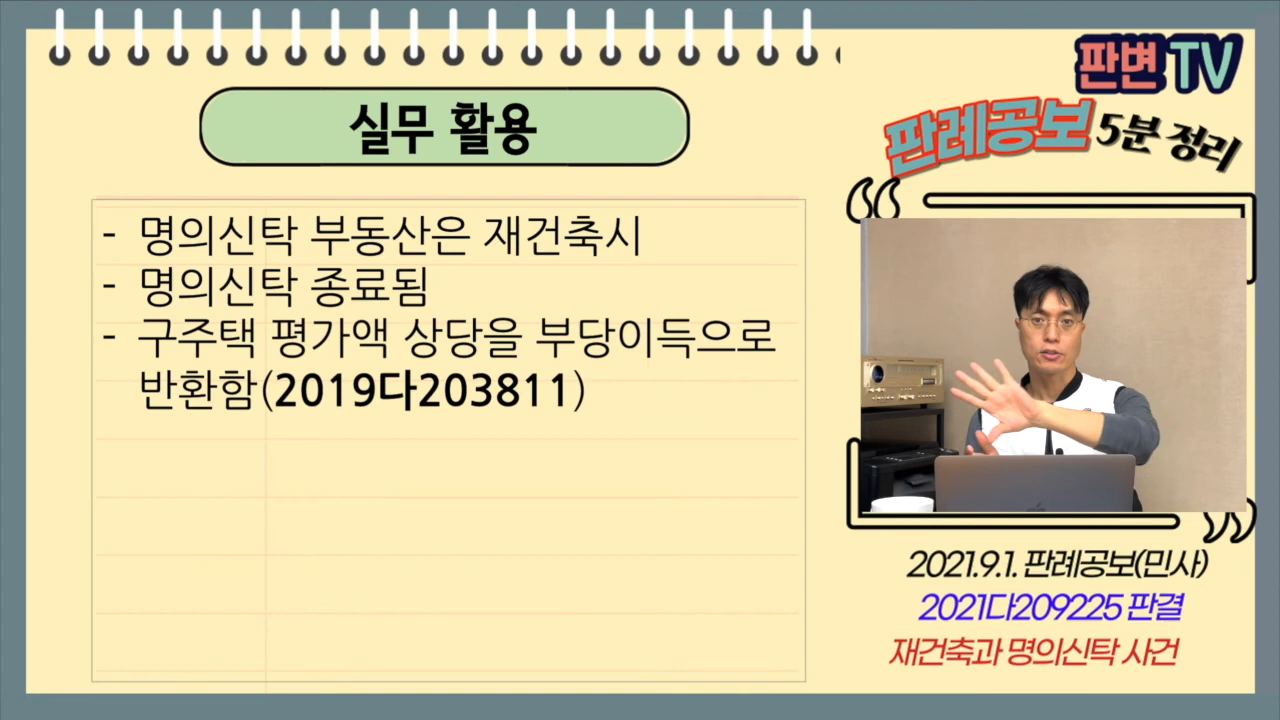 판변TV
판례공보 5분 정리
실무 활용
- 명의신탁 부동산은 재건축시
- 명의신탁 종료됨
- 구주택 평가액 상당을 부당이득으로
반환함(2019다203811)
2021.9.1. 판례공보(민사)
2021다209225 판결
재건축과 명의신탁 사건